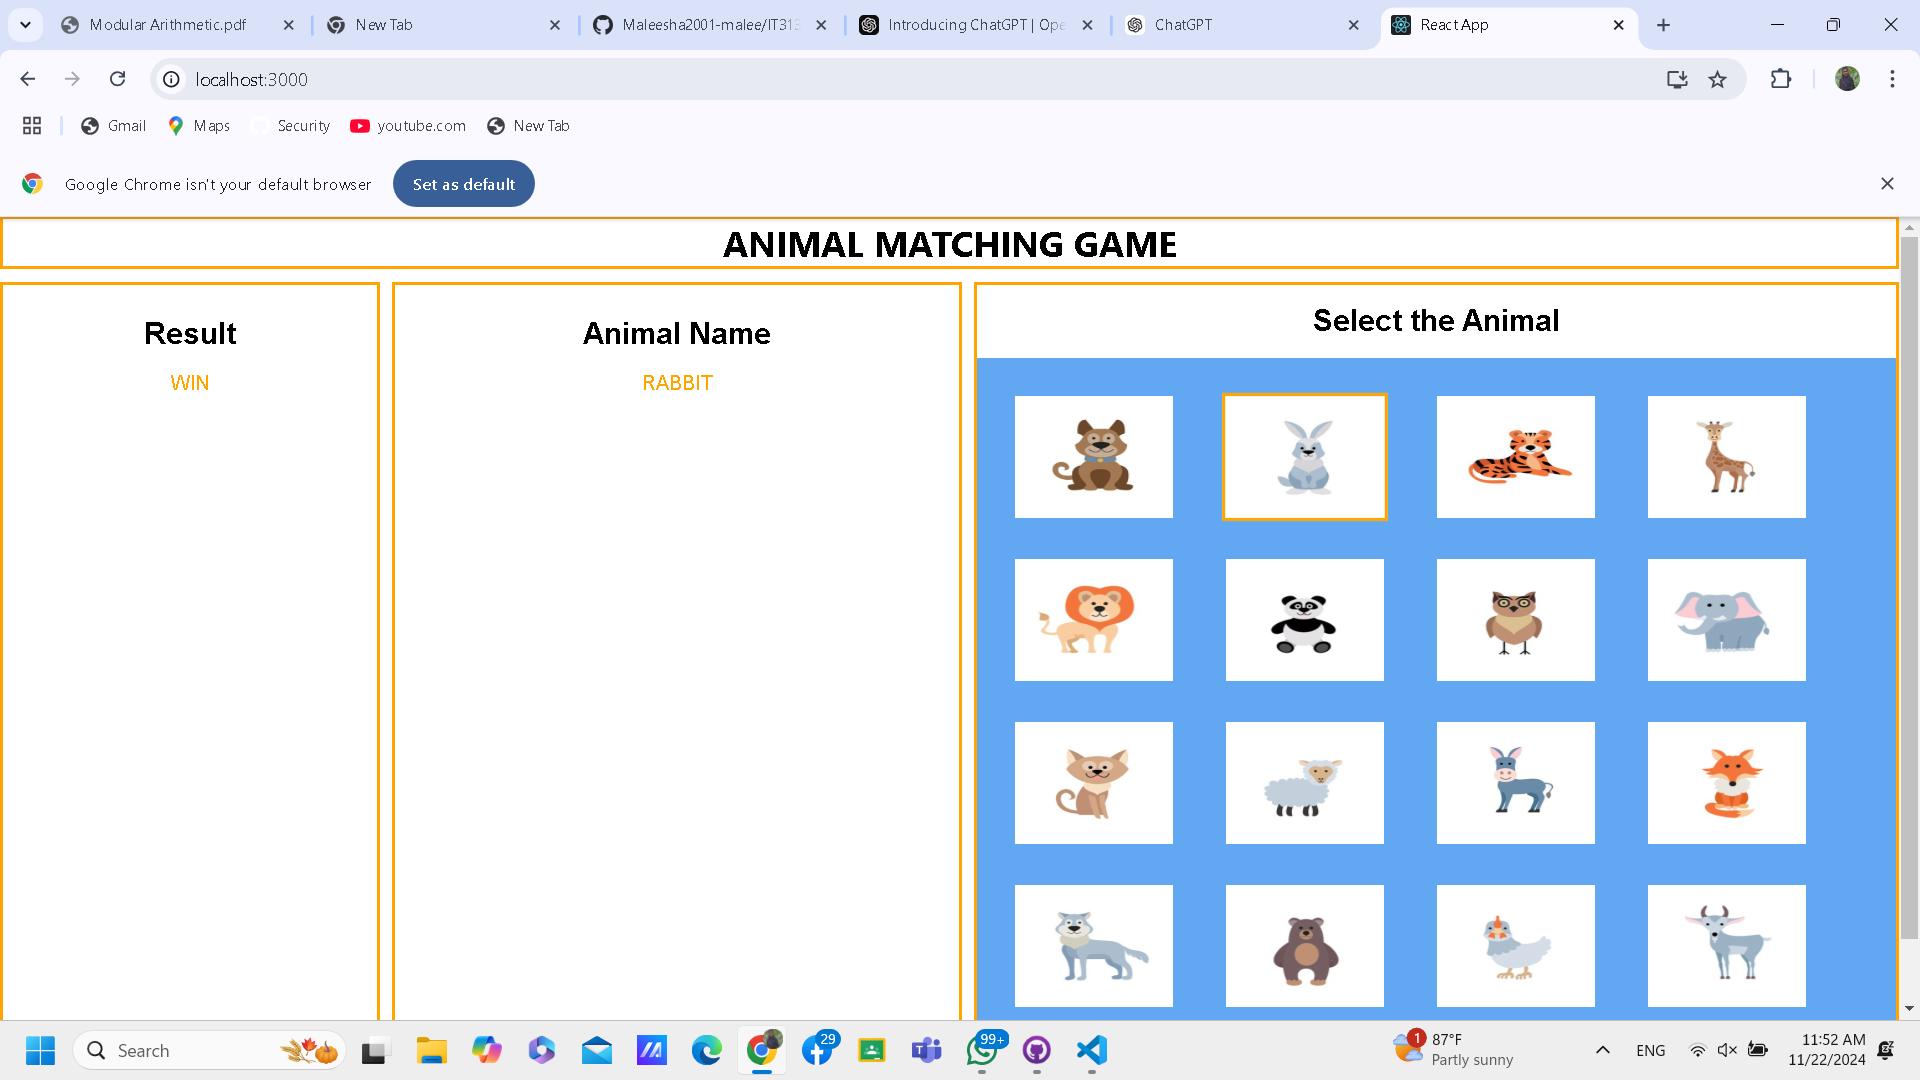 Modular Arithmetic.pdf
New Tab
Maleesha2001-malee/IT313
Introducing ChatGPT | Ope
ChatGPT
React App
localhost:3000
Gmail
Maps
Security
youtube.com
New Tab
Google Chrome isn't your default browser
Set as default
ANIMAL MATCHING GAME
Result
WIN
Animal Name
RABBIT
Select the Animal
Search
29
99+
1
87°F
Partly sunny
ENG
11:52 AM
11/22/2024